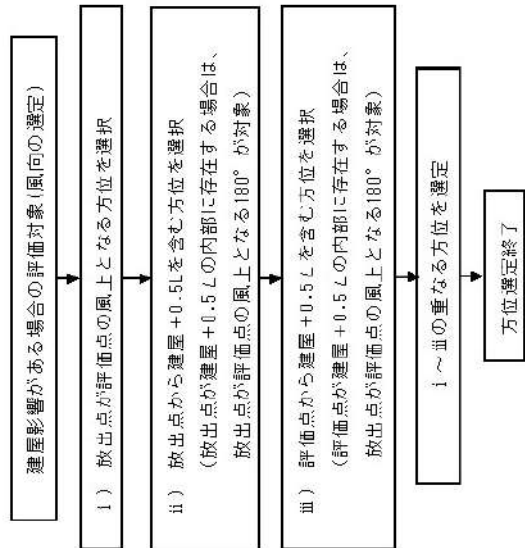 建屋影響がある場合の評価対象(風向の選定)
i) 放出点が評価点の風上となる方位を選択
ii) 放出点から建屋+0.5Lを含む方位を選択
(放出点が建屋+0.5Lの内部に存在する場合は、
放出点が評価点の風上となる180°が対象)
iii) 評価点から建屋+0.5Lを含む方位を選択
(評価点が建屋+0.5Lの内部に存在する場合は、
放出点が評価点の風上となる180°が対象)
i~iiiの重なる方位を選定
方位選定終了